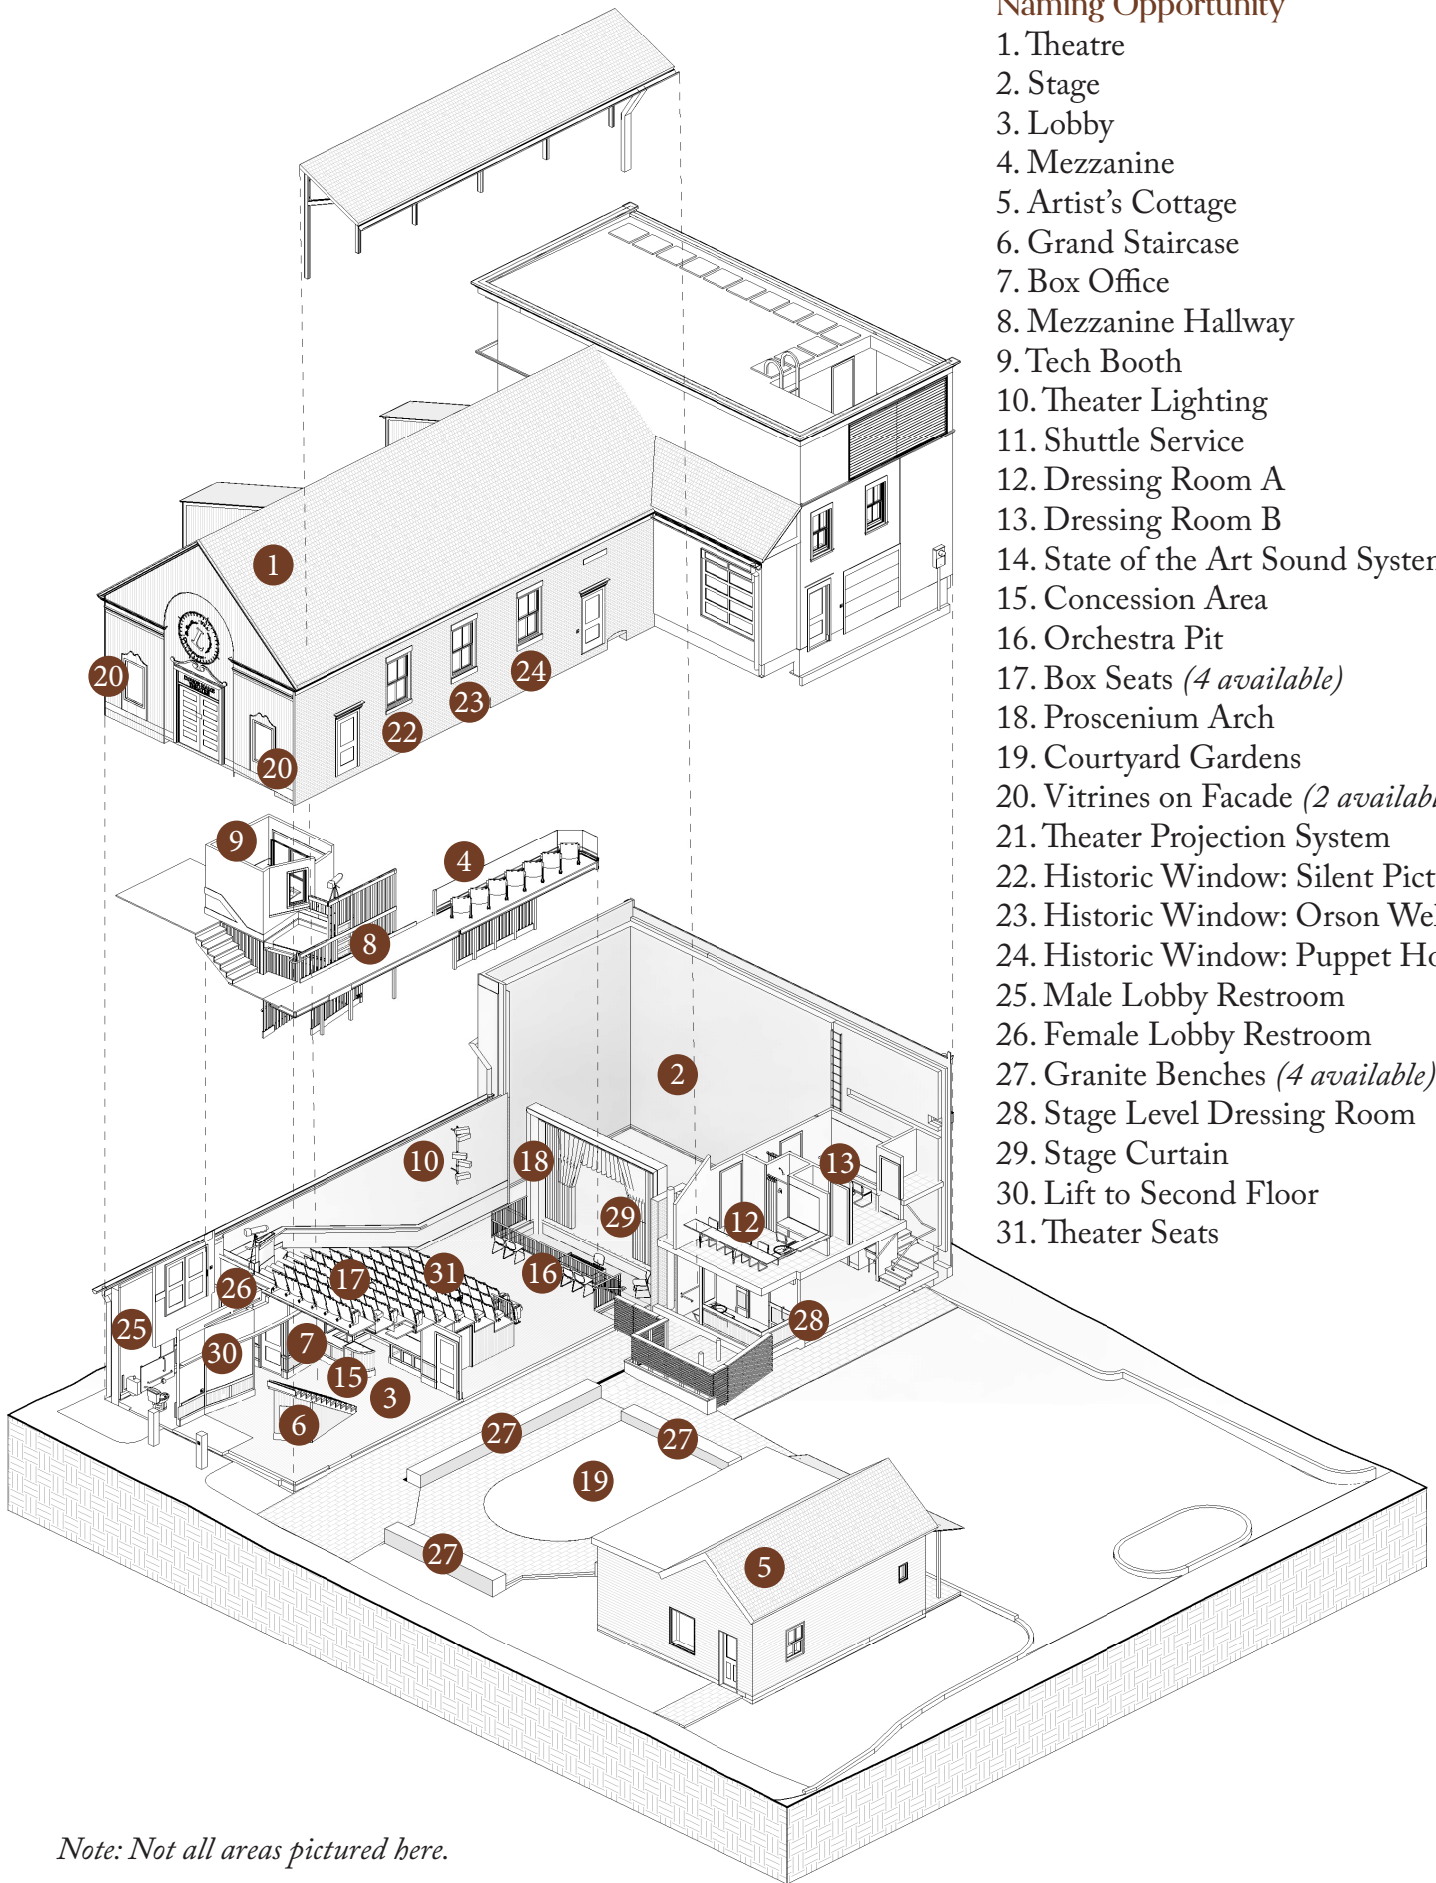 Naming Opportunity
1. Theatre
2. Stage
3. Lobby
4. Mezzanine
5. Artist's Cottage
6. Grand Staircase
7. Box Office
8. Mezzanine Hallway
9. Tech Booth
10. Theater Lighting
11. Shuttle Service
12. Dressing Room A
13. Dressing Room B
14. State of the Art Sound System
15. Concession Area
16. Orchestra Pit
17. Box Seats (4 available)
18. Proscenium Arch
19. Courtyard Gardens
20. Vitrines on Facade (2 availab
21. Theater Projection System
22. Historic Window: Silent Pict
23. Historic Window: Orson We
24. Historic Window: Puppet Ho
25. Male Lobby Restroom
26. Female Lobby Restroom
27. Granite Benches (4 available)
28. Stage Level Dressing Room
29. Stage Curtain
30. Lift to Second Floor
31. Theater Seats
1
20
24
23
22
20
9
4
8
2
10
18
13
12
29
16
31
17
26
25
28
7
30
15
3
6
27
27
19
27
5
Note: Not all areas pictured here.